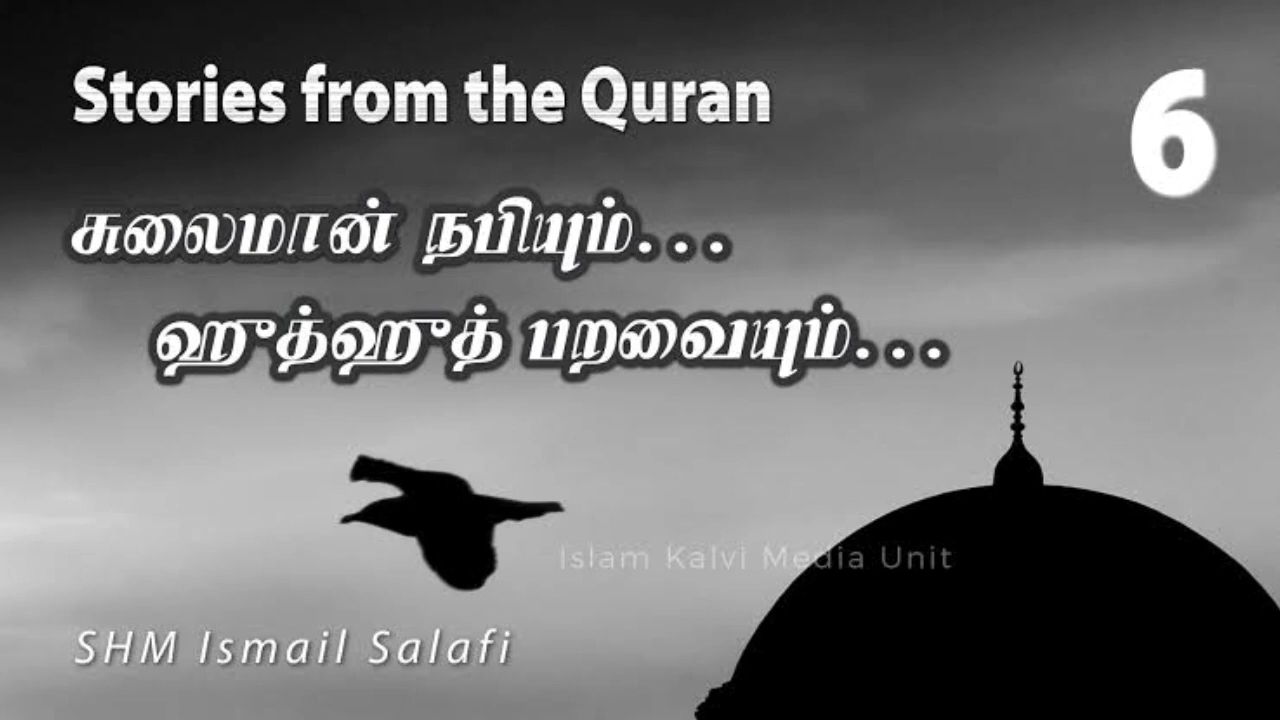 Stories from the Quran
6
சுலைமான் நபியும்...
ஹுத்ஹுத் பறவையும்...
Islam Kalvi Media Unit
SHM Ismail Salafi